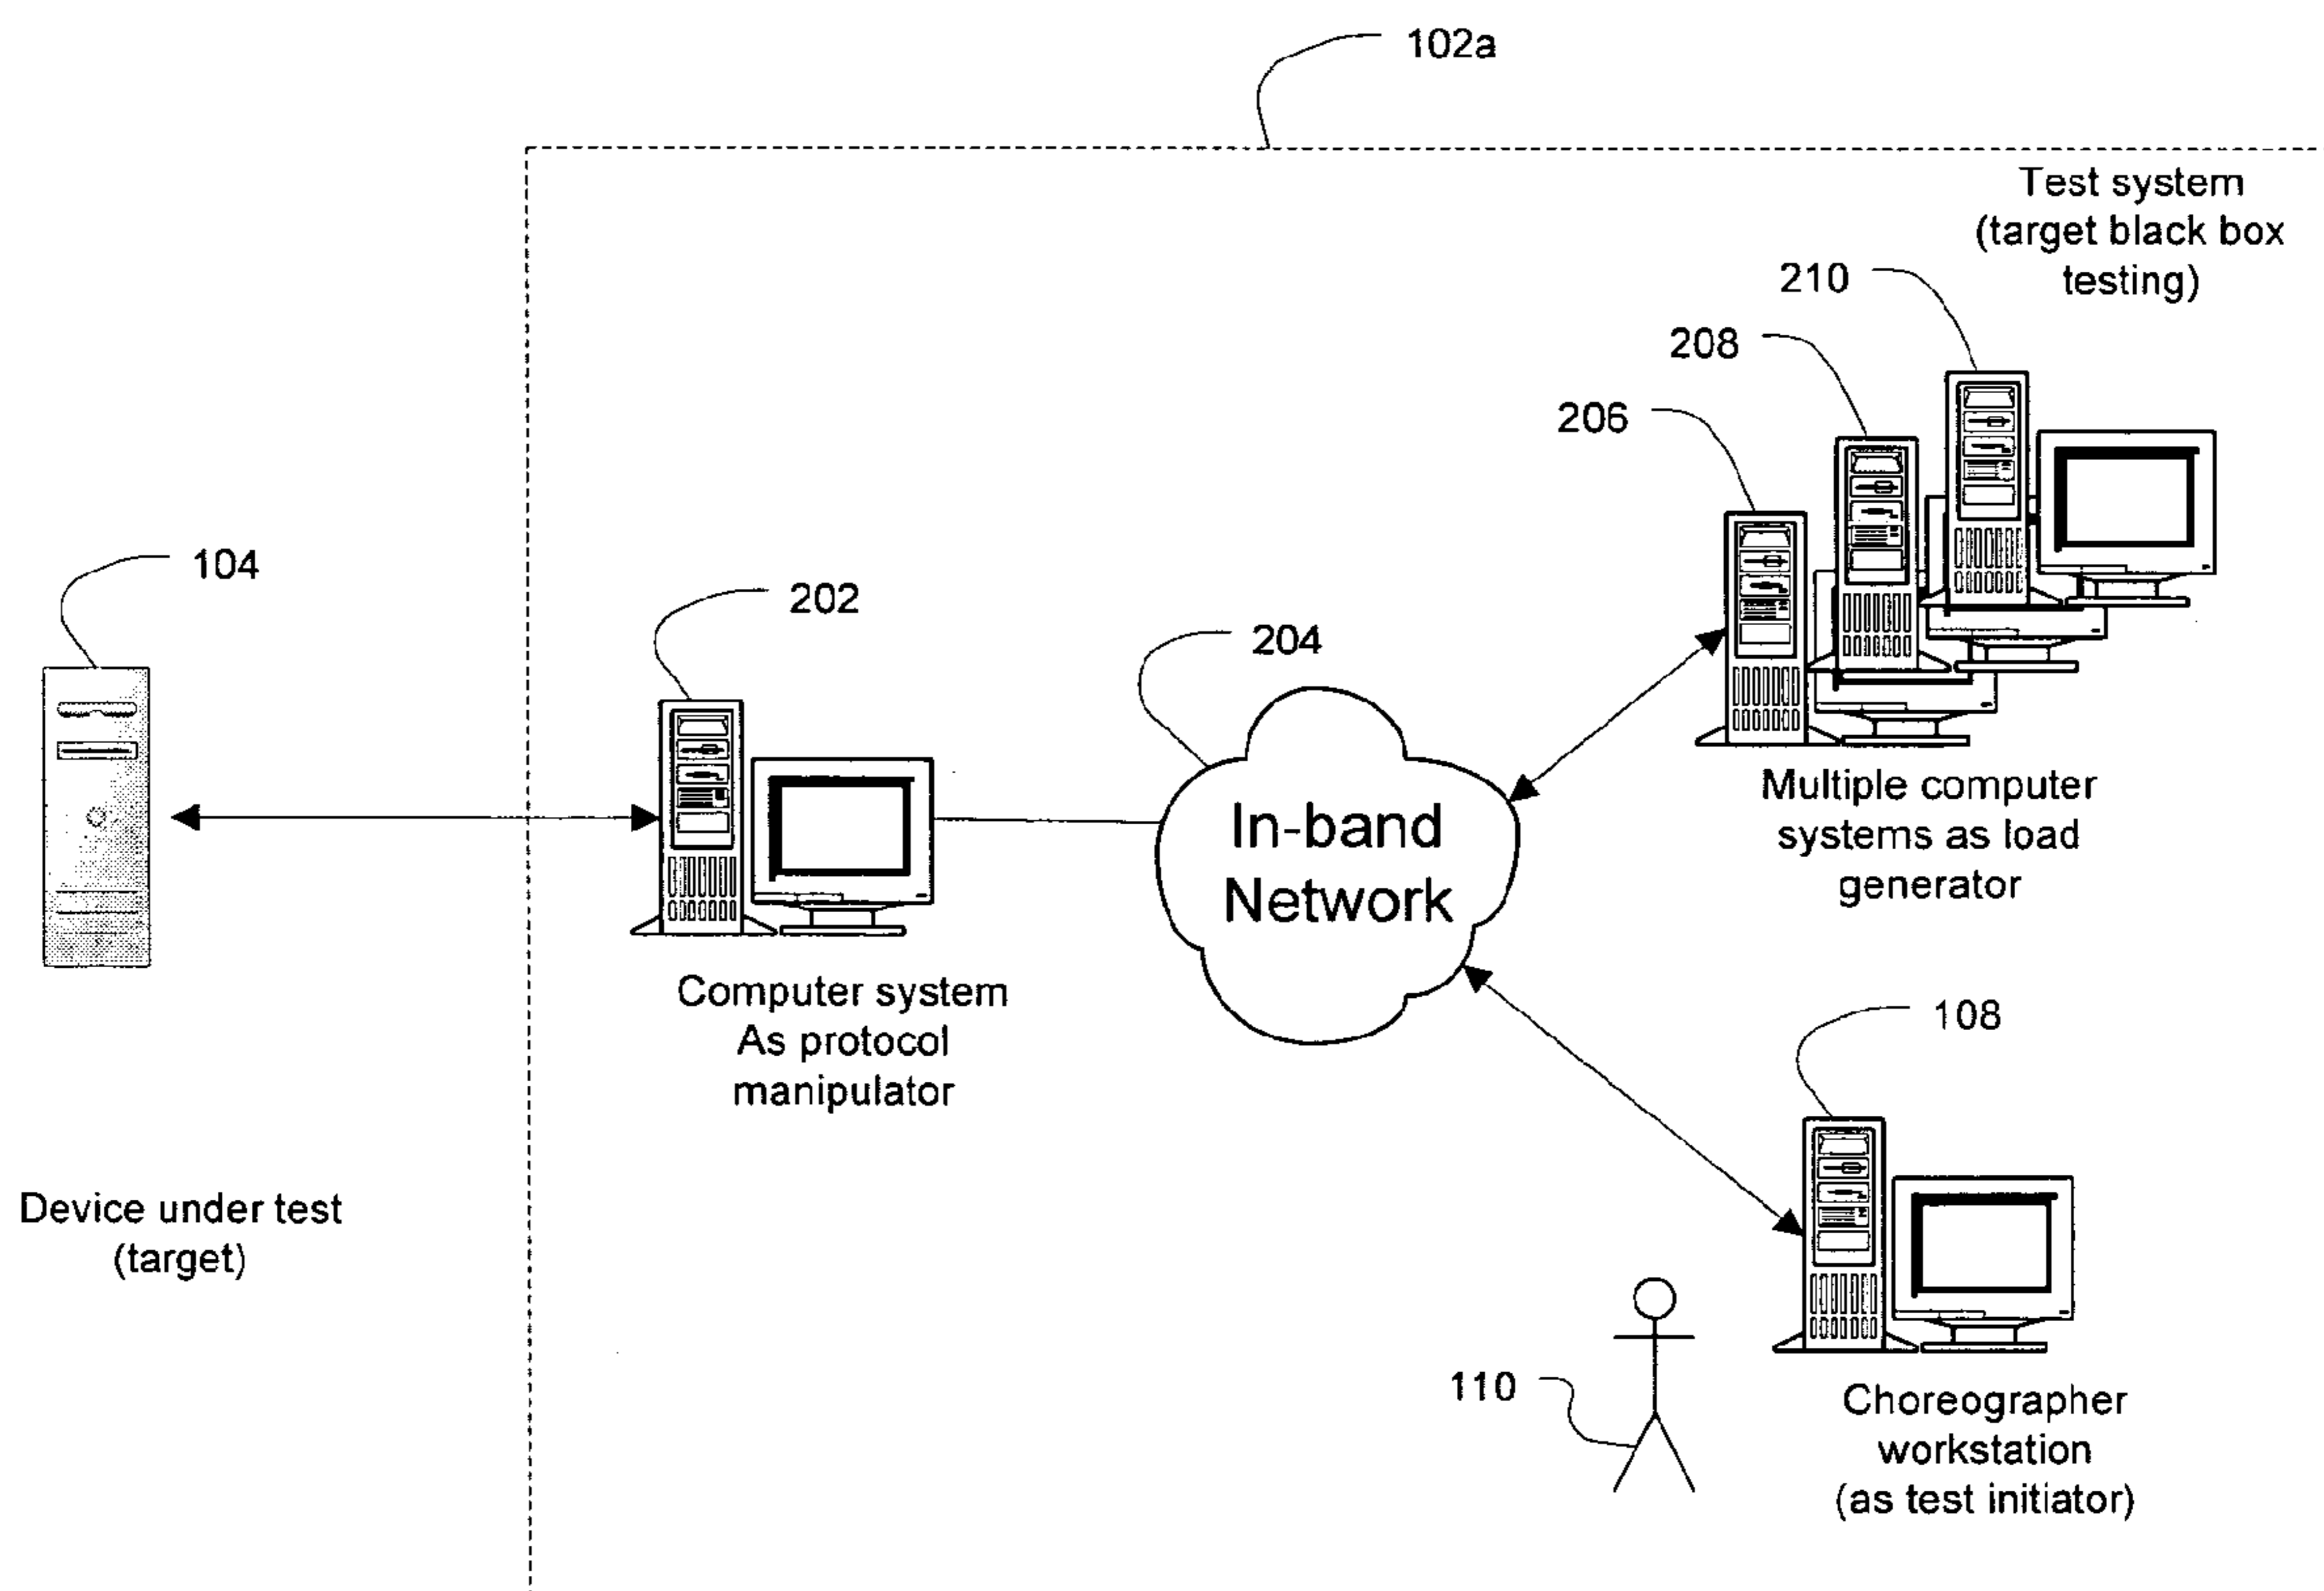 102a
Test system
(target black box
testing)
210
208
206
104
202
204
In-band
Network
Multiple computer
systems as load
generator
Computer system
As protocol
manipulator
108
Device under test
(target)
110
Choreographer
workstation
(as test initiator)